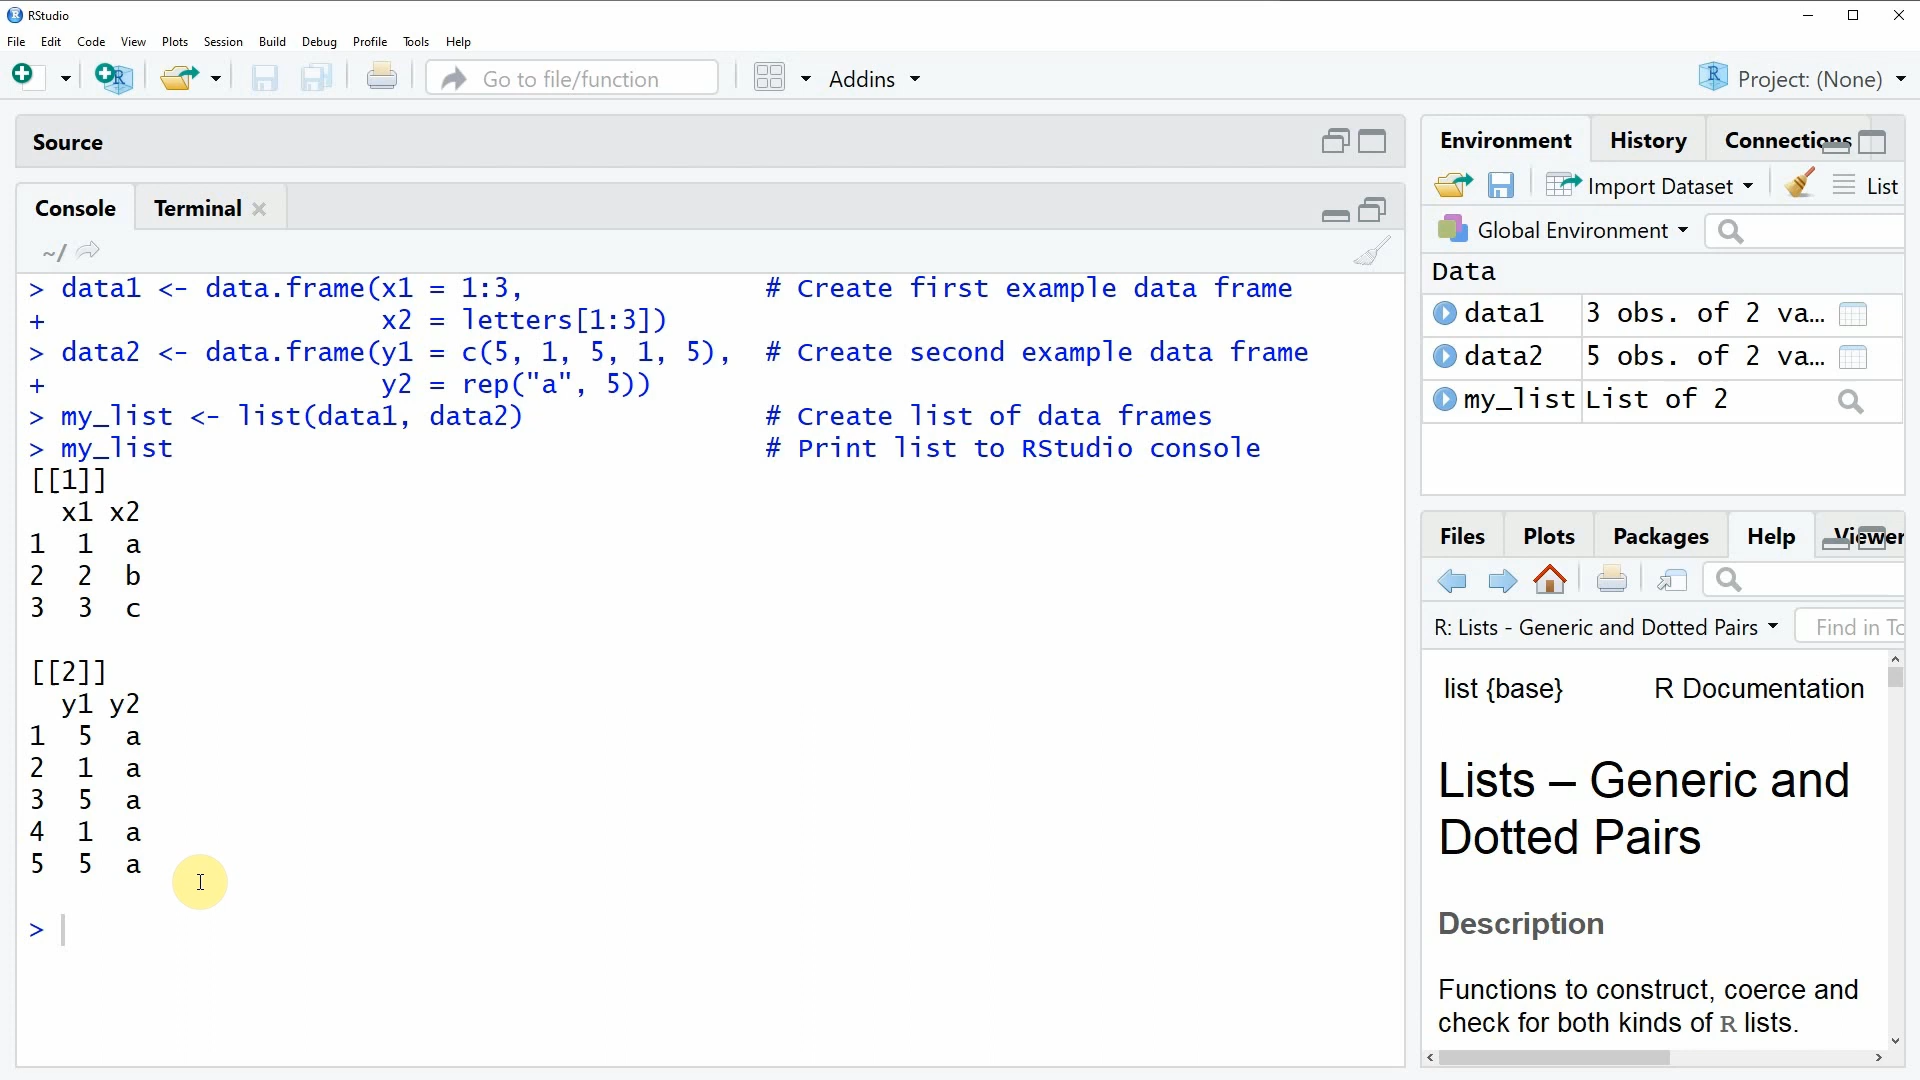 RStudio
File Edit Code View Plots Session Build Debug Profile Tools Help
Go to file/function Addins Project: (None)
Source
Console Terminal
~/
> data1 <- data.frame(x1 = 1:3, # Create first example data frame
+ x2 = letters[1:3])
> data2 <- data.frame(y1 = c(5, 1, 5, 1, 5), # Create second example data frame
+ y2 = rep("a", 5))
> my_list <- list(data1, data2) # Create list of data frames
> my_list # Print list to RStudio console
[[1]]
x1 x2
1 1 a
2 2 b
3 3 c
[[2]]
y1 y2
1 5 a
2 1 a
3 5 a
4 1 a
5 5 a
>
Environment History Connections
Import Dataset List
Global Environment
Data
data1 3 obs. of 2 va…
data2 5 obs. of 2 va…
my_list List of 2
Files Plots Packages Help Viewer
R: Lists - Generic and Dotted Pairs Find in To
list {base} R Documentation
Lists – Generic and
Dotted Pairs
Description
Functions to construct, coerce and
check for both kinds of R lists.